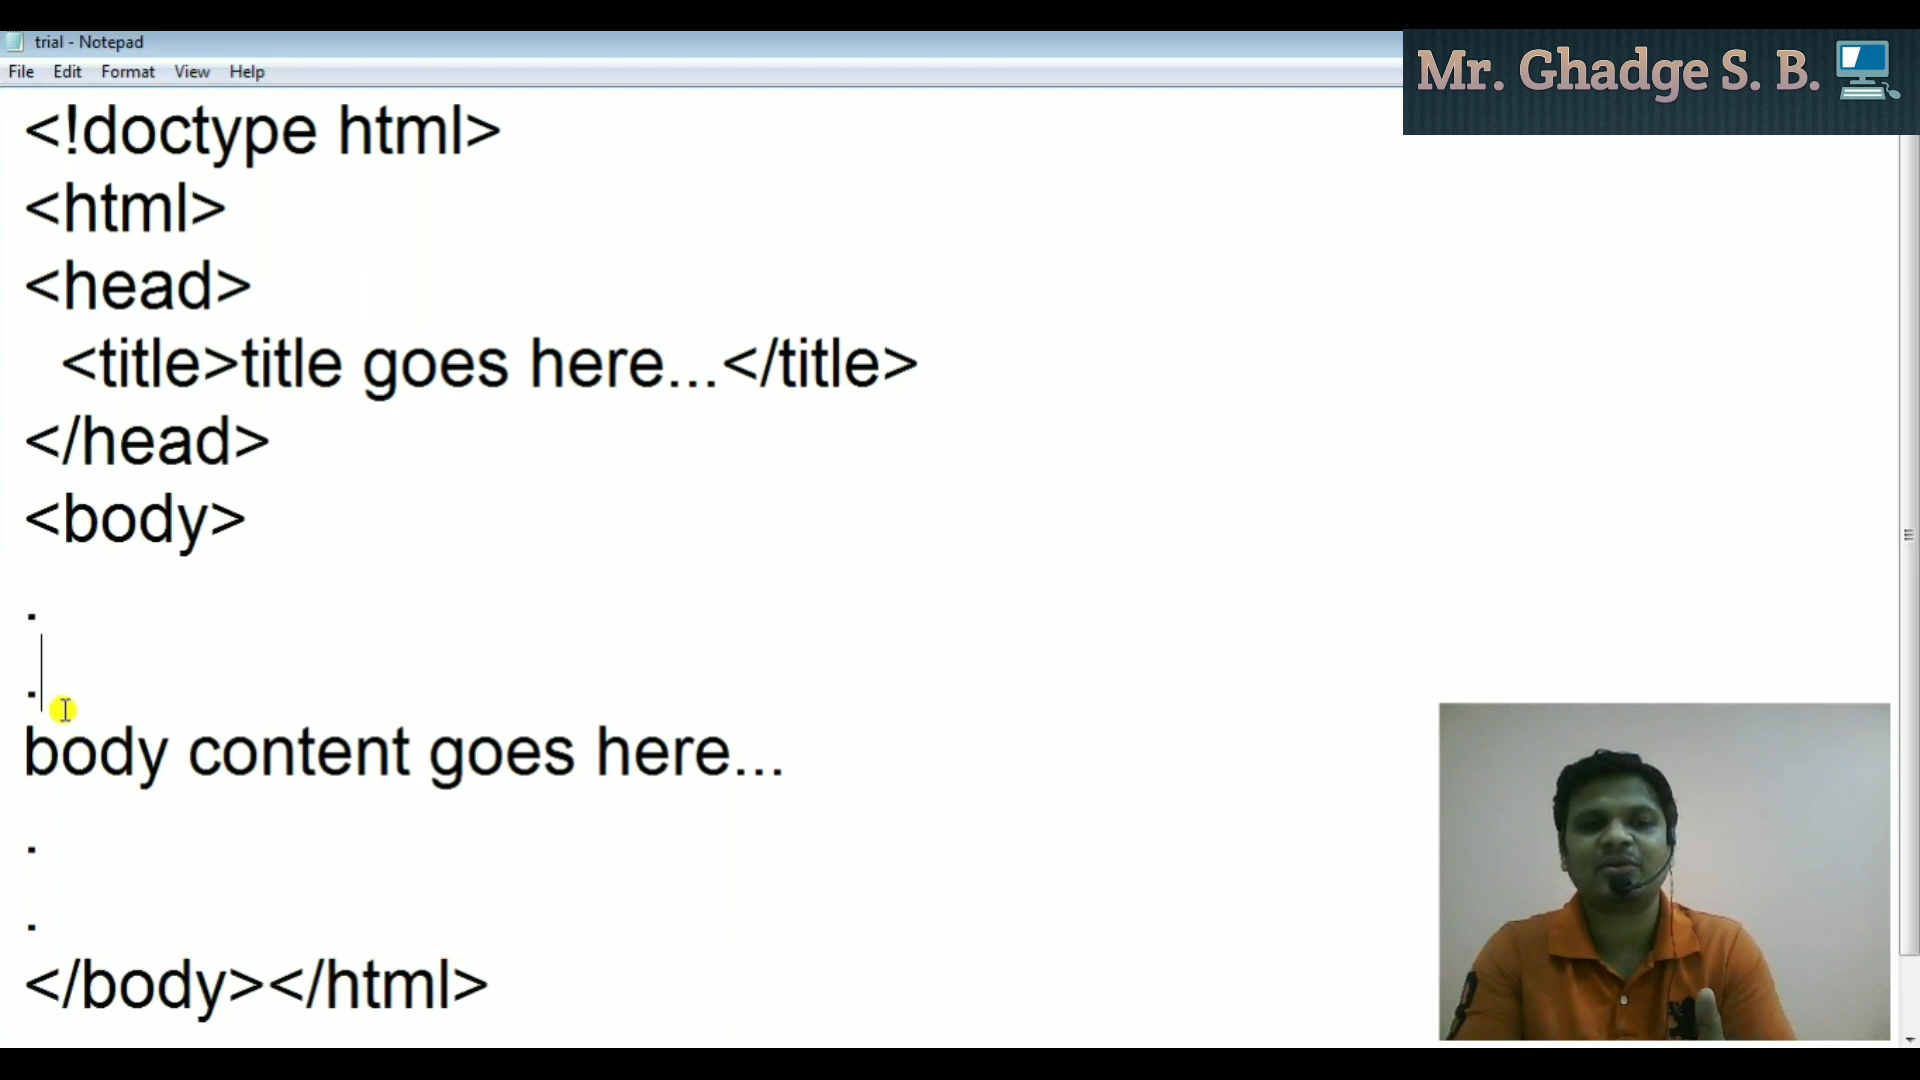 trial - Notepad
Mr. Ghadge S. B.
File Edit Format View Help
<!doctype html>
<html>
<head>
<title>title goes here...</title>
</head>
<body>
.
.
body content goes here...
.
.
</body></html>